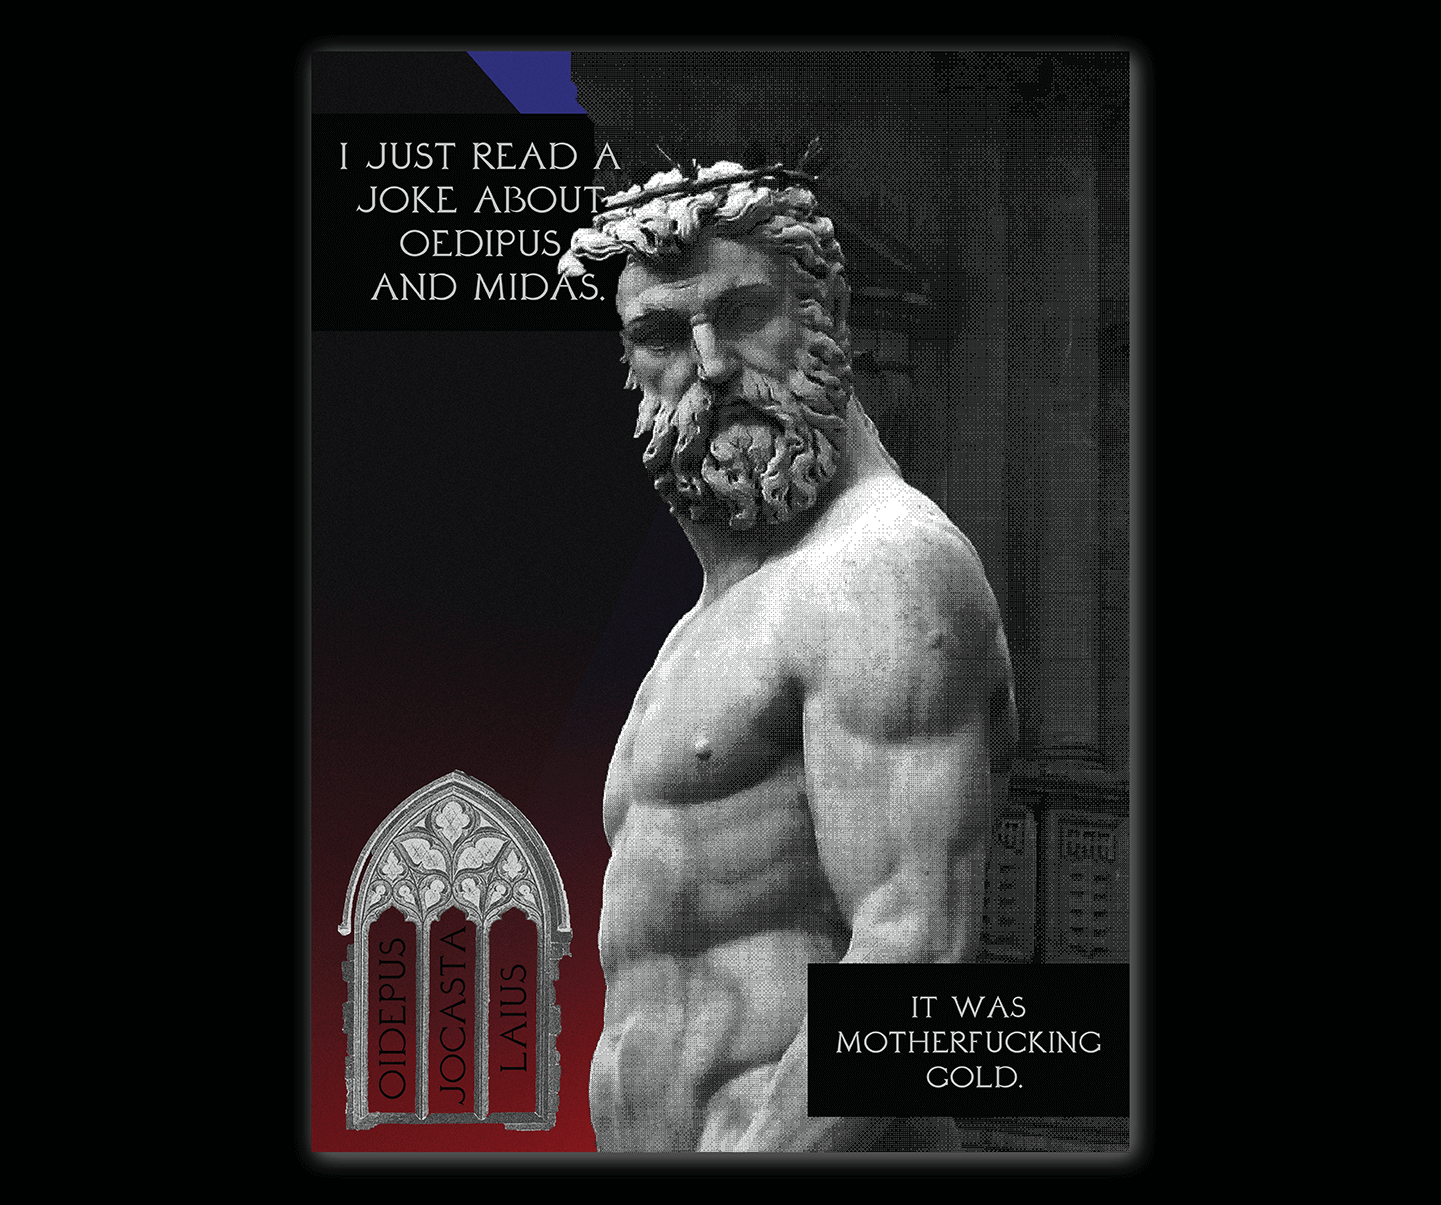 I JUST READ A
JOKE ABOUT
OEDIPUS
AND MIDAS.
OIDEPUS
JOCASTA
LAIUS
IT WAS
MOTHERFUCKING
GOLD.